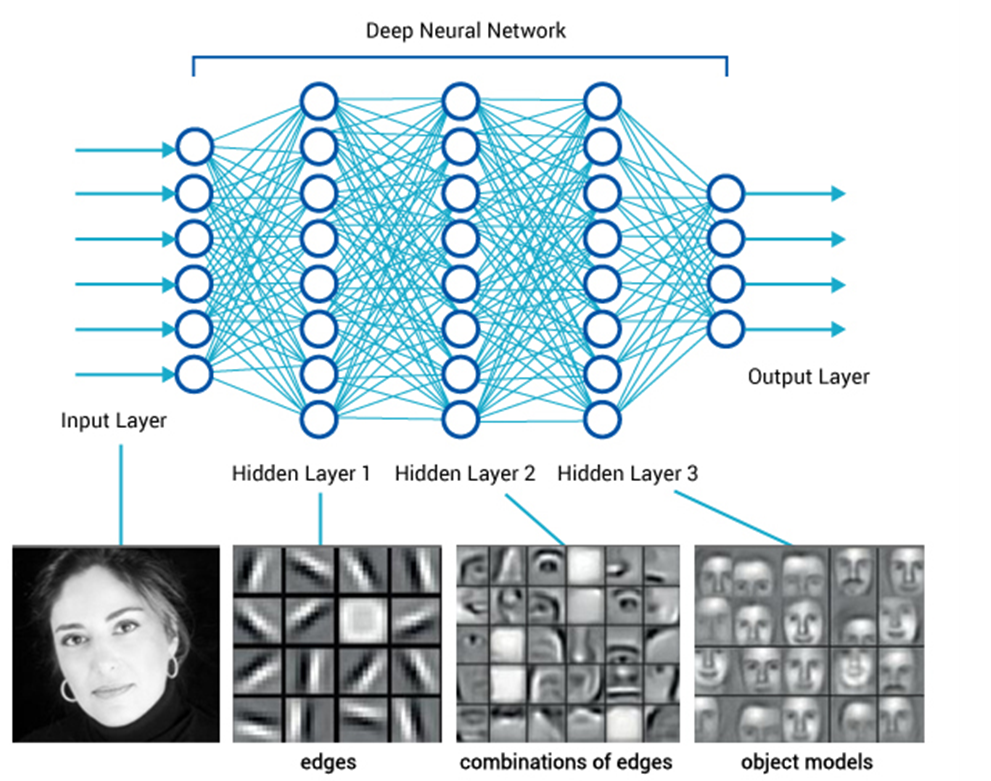 Deep Neural Network
Input Layer
Output Layer
Hidden Layer 1
Hidden Layer 2
Hidden Layer 3
edges
combinations of edges
object models